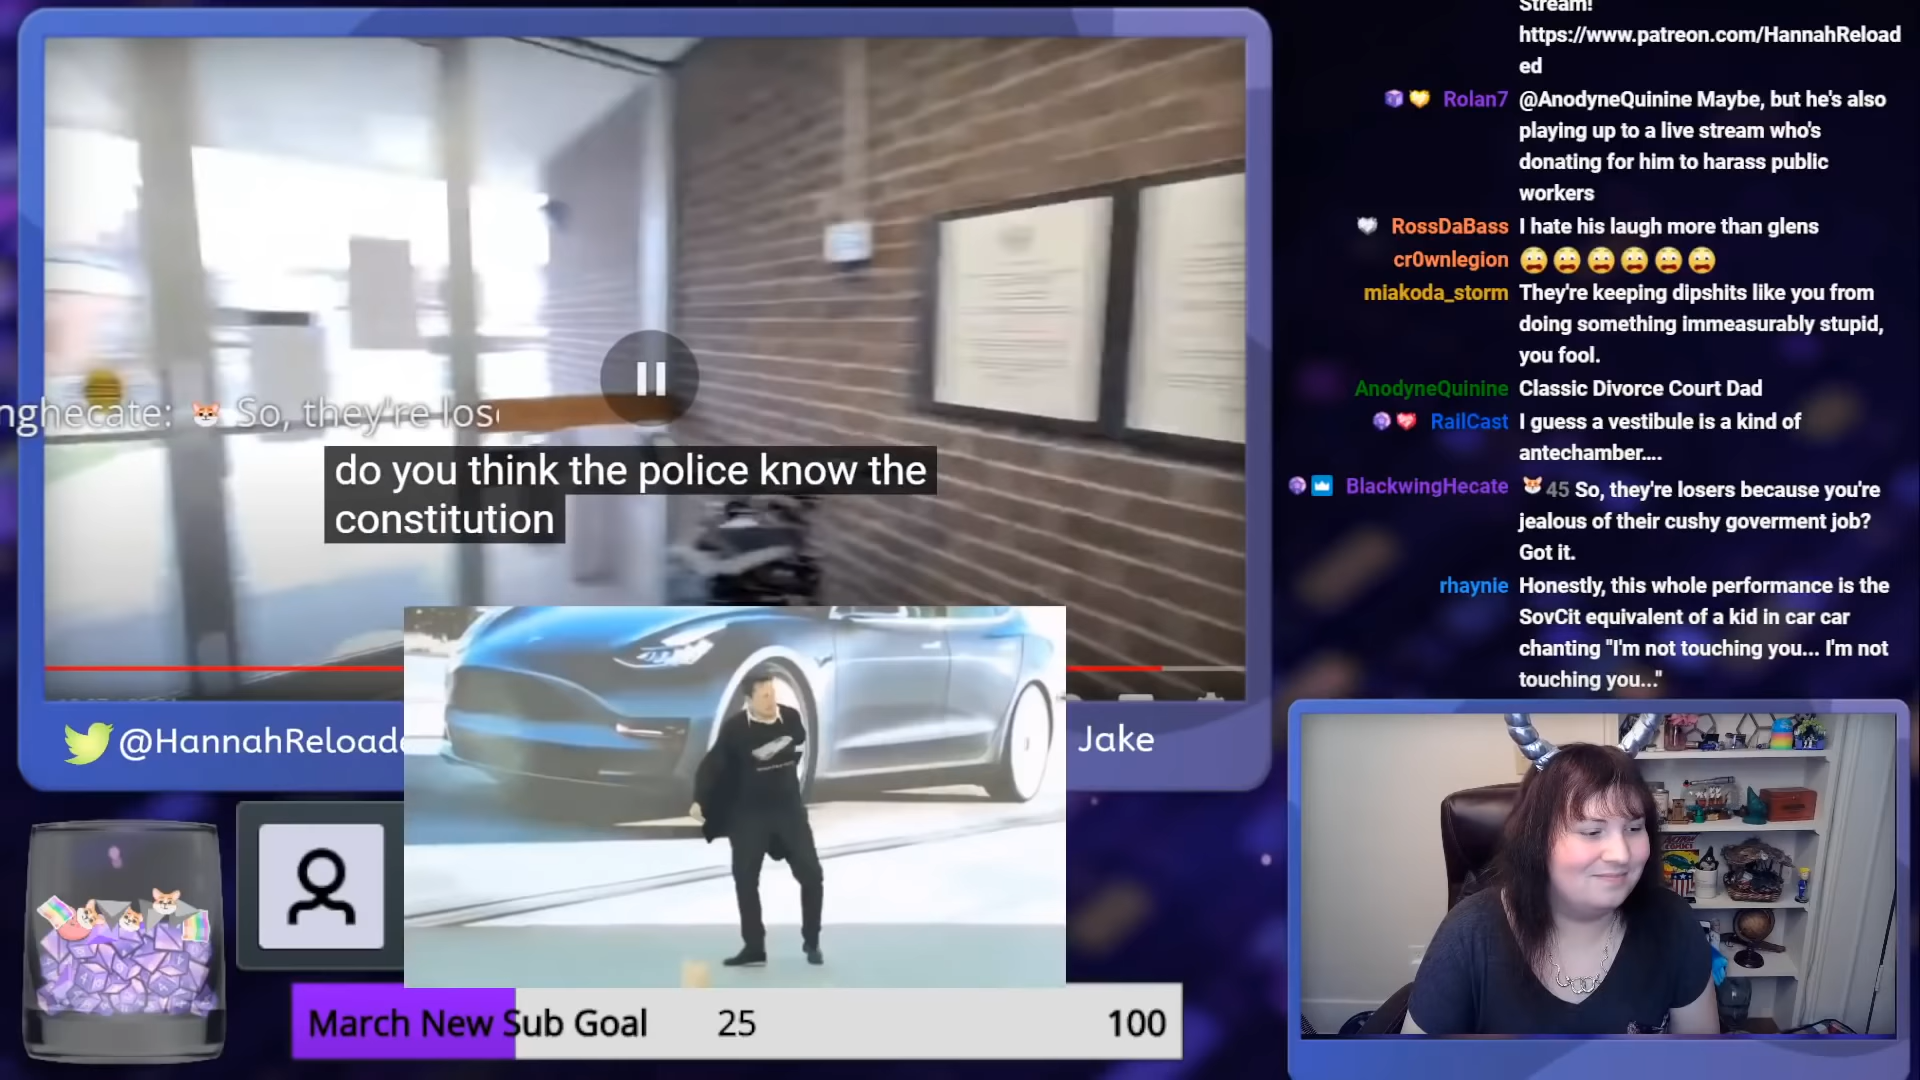 nghecate: So, they're los
do you think the police know the
constitution
@HannahReloade
Jake
March New Sub Goal 25 100
Stream!
https://www.patreon.com/HannahReload
ed
Rolan7 @AnodyneQuinine Maybe, but he's also
playing up to a live stream who's
donating for him to harass public
workers
RossDaBass I hate his laugh more than glens
cr0wnlegion
miakoda_storm They're keeping dipshits like you from
doing something immeasurably stupid,
you fool.
AnodyneQuinine Classic Divorce Court Dad
RailCast I guess a vestibule is a kind of
antechamber....
BlackwingHecate 45 So, they're losers because you're
jealous of their cushy goverment job?
Got it.
rhaynie Honestly, this whole performance is the
SovCit equivalent of a kid in car car
chanting "I'm not touching you... I'm not
touching you..."